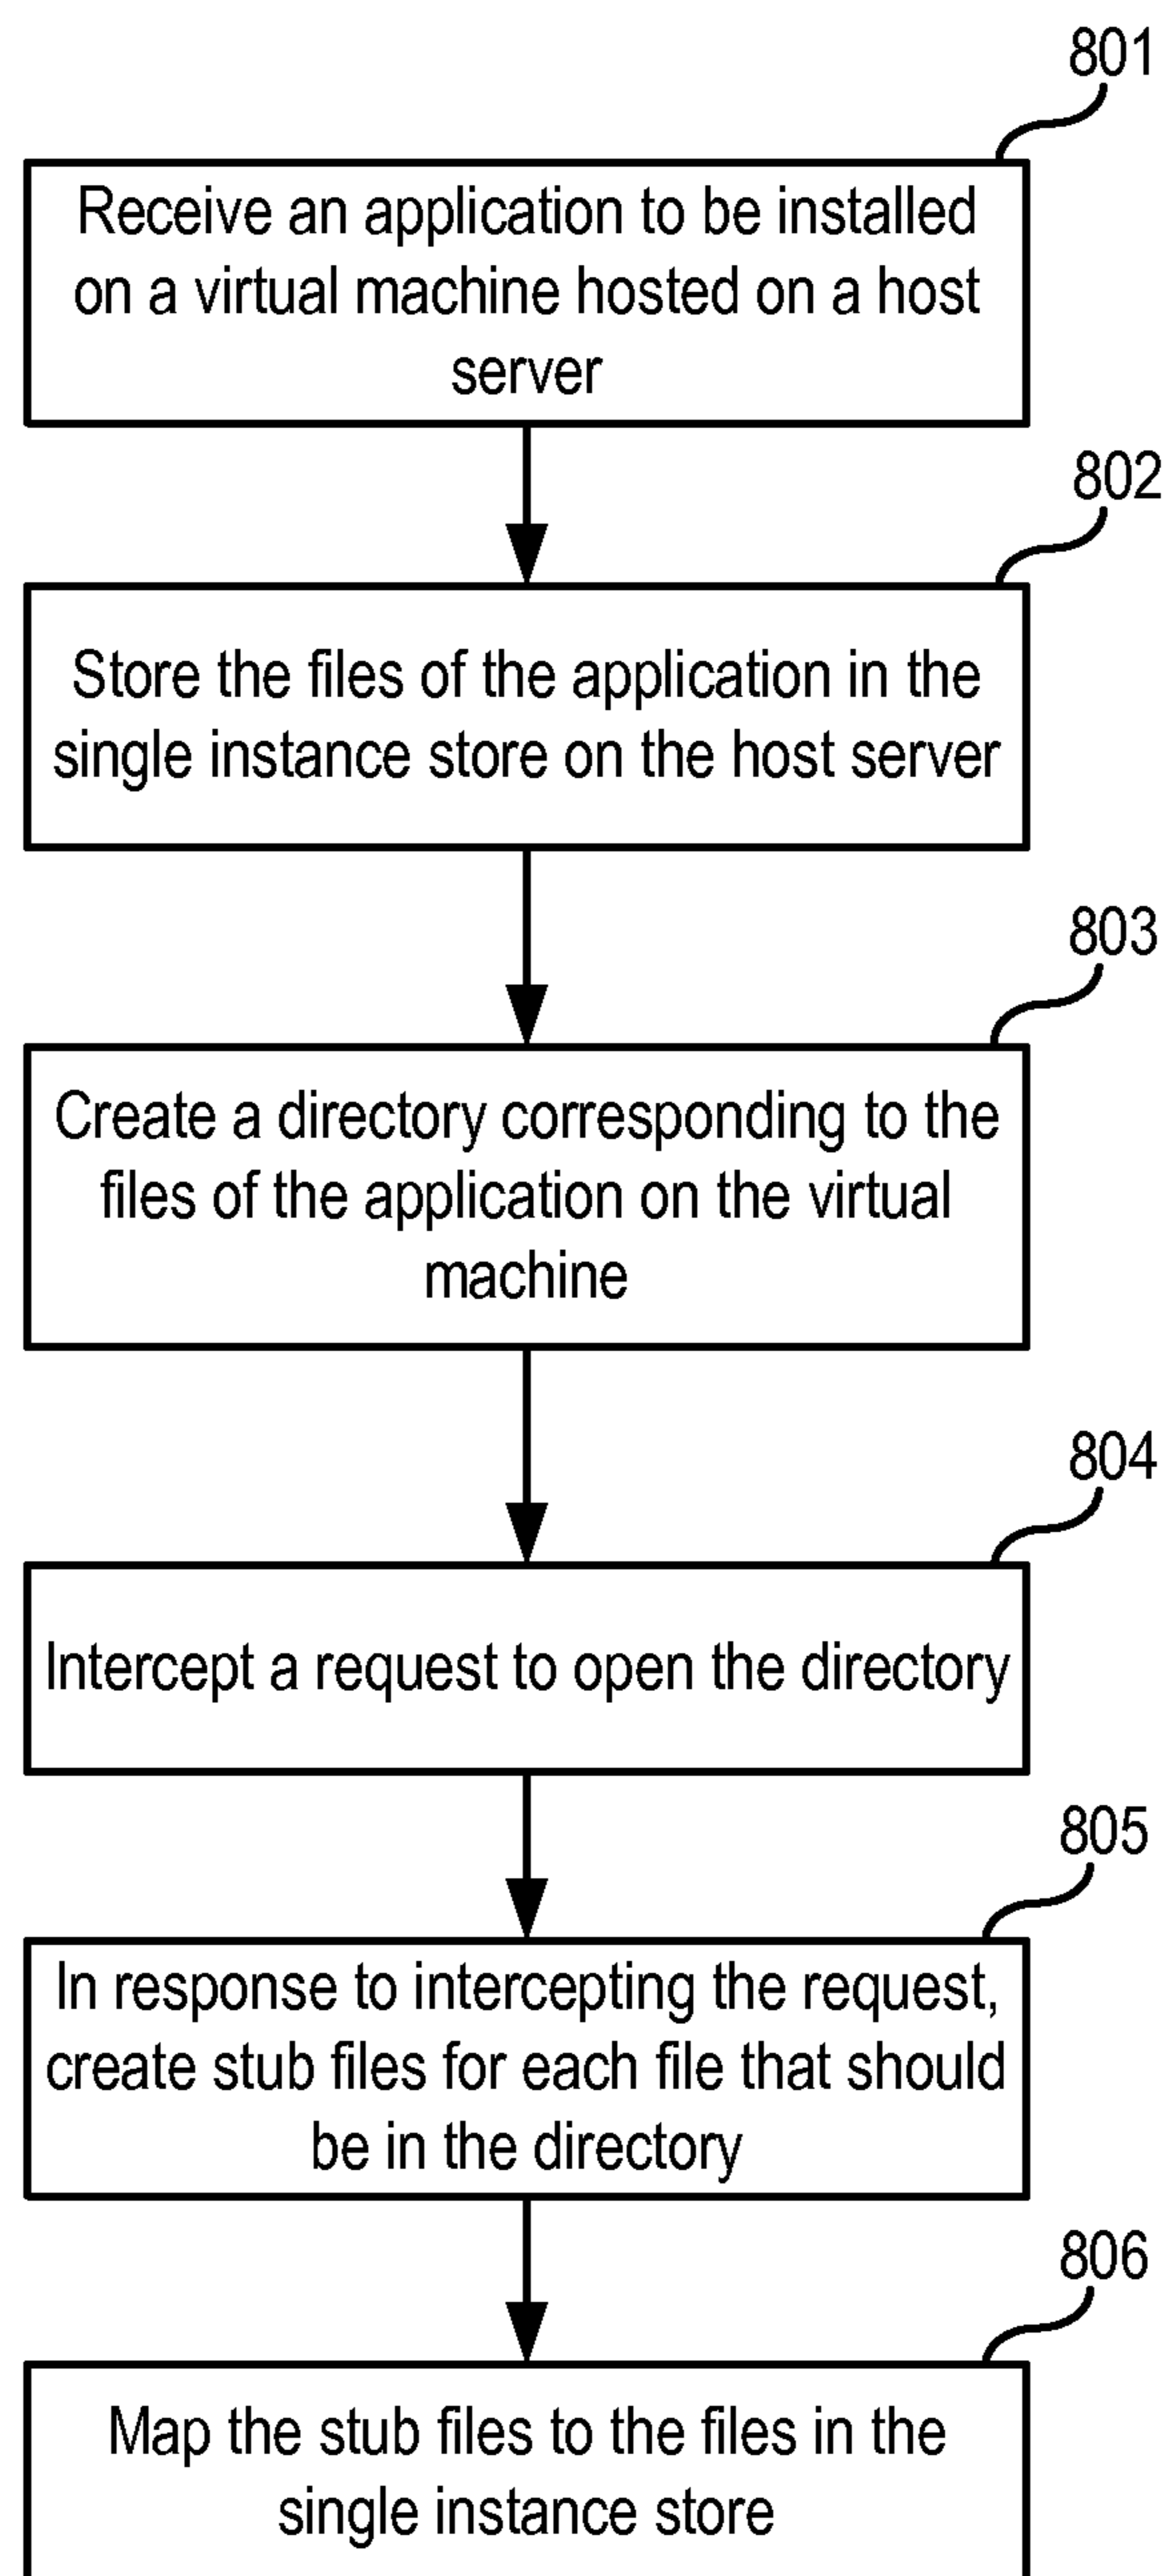 801
Receive an application to be installed
on a virtual machine hosted on a host
server
802
Store the files of the application in the
single instance store on the host server
803
Create a directory corresponding to the
files of the application on the virtual
machine
804
Intercept a request to open the directory
805
In response to intercepting the request,
create stub files for each file that should
be in the directory
806
Map the stub files to the files in the
single instance store